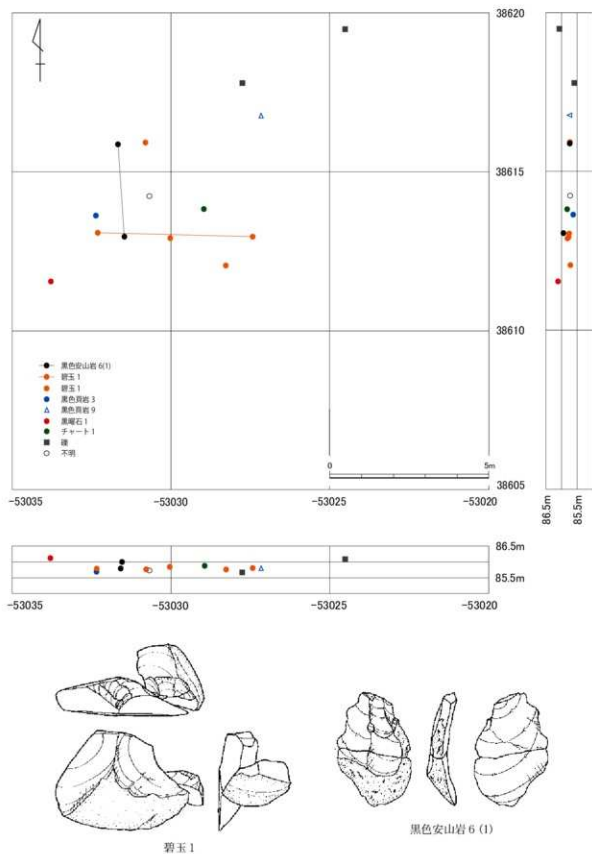 38620
38615
38610
38605
黒色安山岩 6(1)
碧玉 1
碧玉 1
黒色頁岩 3
黒色頁岩 9
黒曜石 1
チャート 1
礫
不明
0 5m
-53035 -53030 -53025 -53020
86.5m 85.5m
86.5m
85.5m
-53035 -53030 -53025 -53020
碧玉 1
黒色安山岩 6 (1)